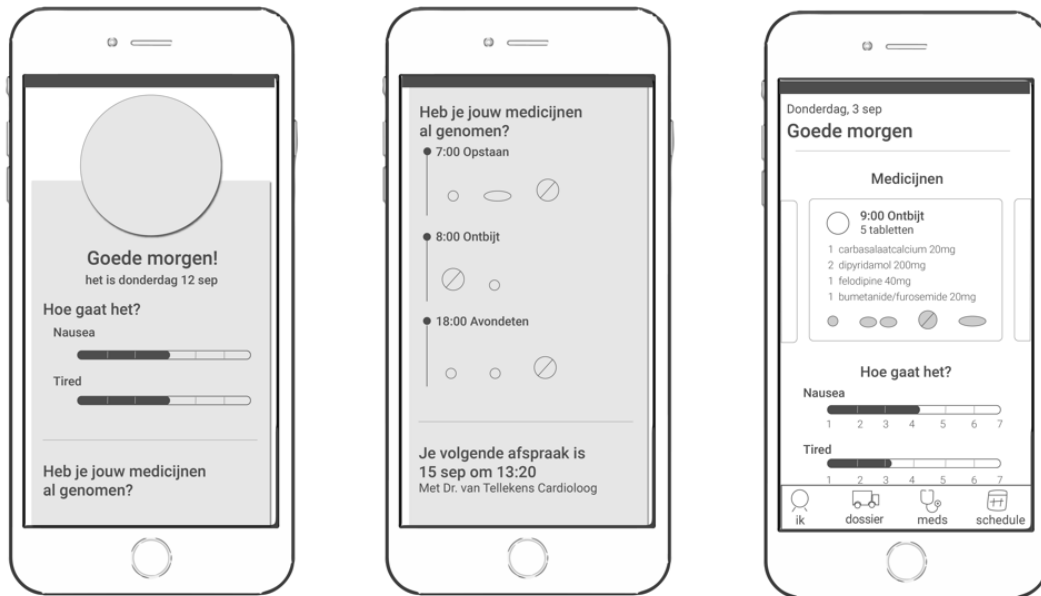 Goede morgen!
het is donderdag 12 sep
Hoe gaat het?
Nausea
Tired
Heb je jouw medicijnen
al genomen?
Heb je jouw medicijnen
al genomen?
7:00 Opstaan
8:00 Ontbijt
18:00 Avondeten
Je volgende afspraak is
15 sep om 13:20
Met Dr. van Tellekens Cardioloog
Donderdag, 3 sep
Goede morgen
Medicijnen
9:00 Ontbijt
5 tabletten
1 carbasalaatcalcium 20mg
2 dipyridamol 200mg
1 felodipine 40mg
1 bumetanide/furosemide 20mg
Hoe gaat het?
Nausea
1 2 3 4 5 6 7
Tired
1 2 3 4 5 6 7
ik dossier meds schedule